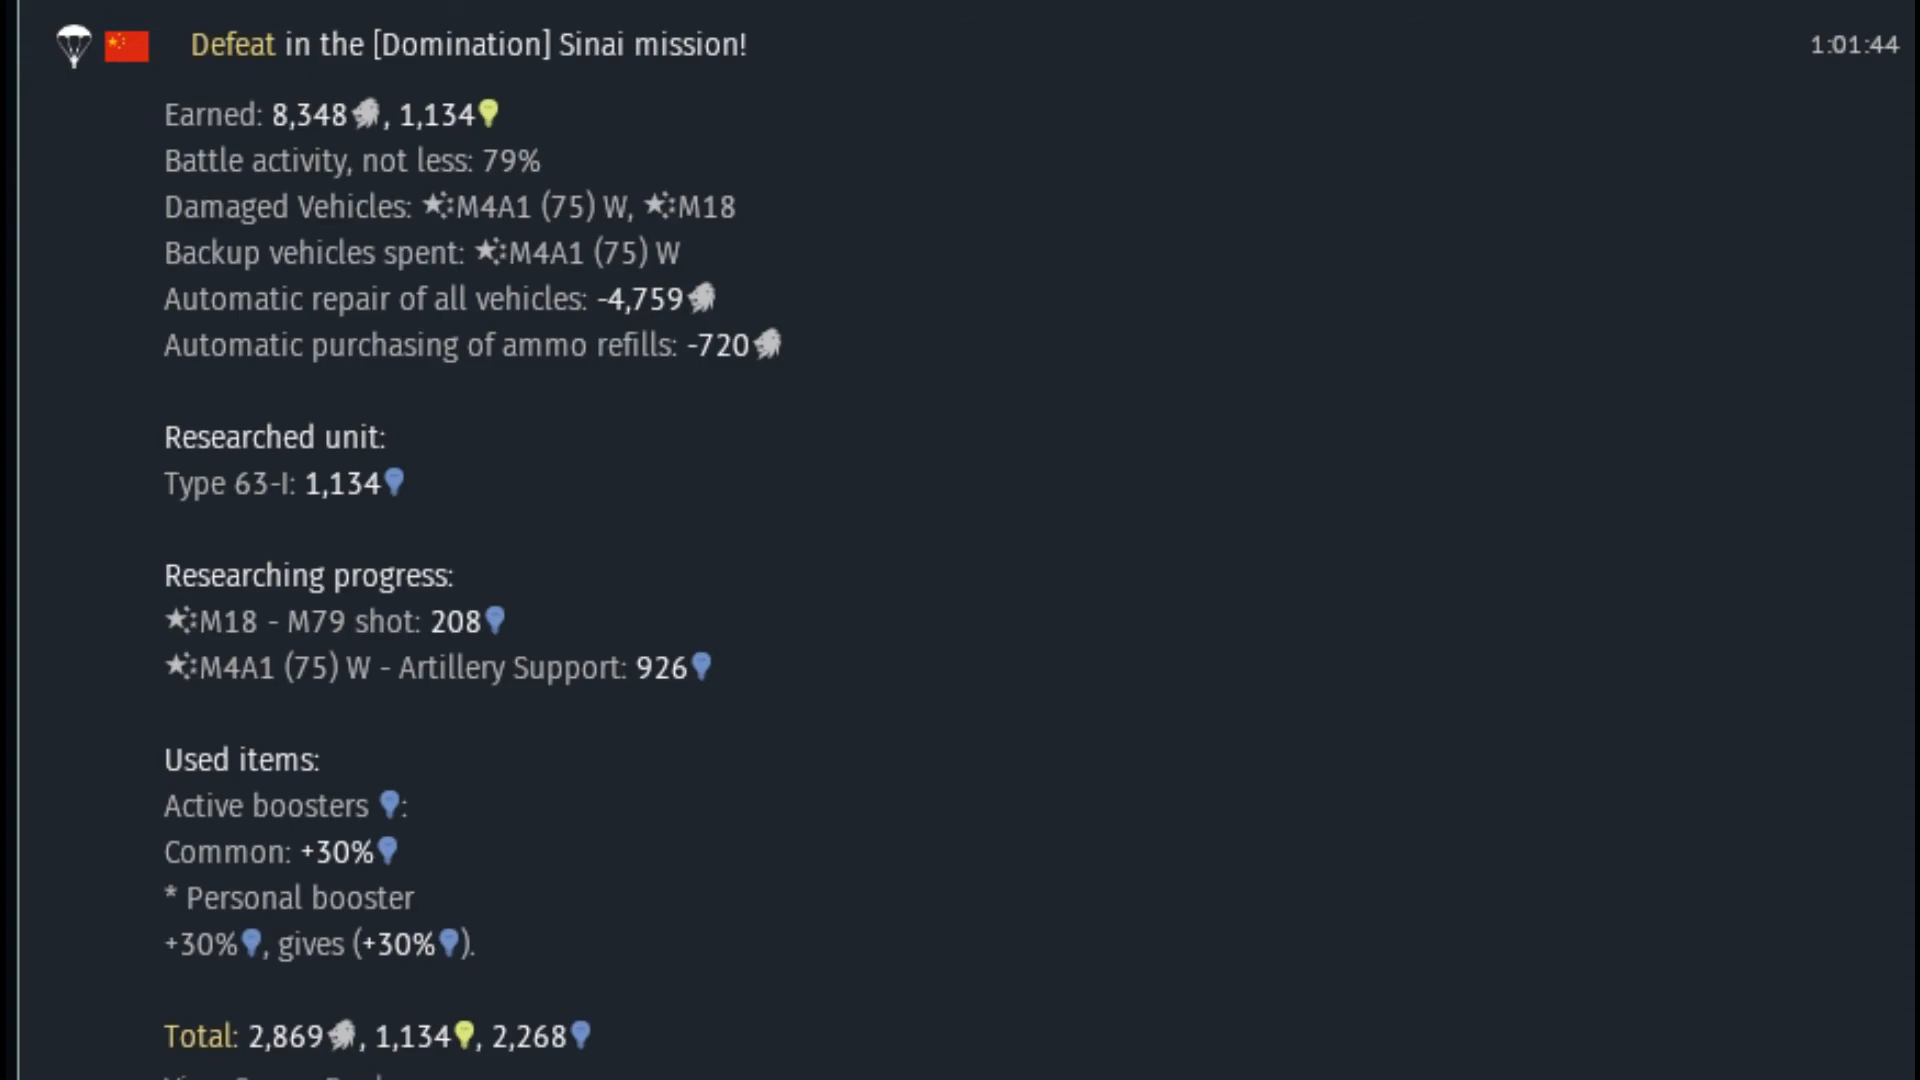 Defeat in the [Domination] Sinai mission! 1:01:44
Earned: 8,348, 1,134
Battle activity, not less: 79%
Damaged Vehicles: M4A1 (75) W, M18
Backup vehicles spent: M4A1 (75) W
Automatic repair of all vehicles: -4,759
Automatic purchasing of ammo refills: -720
Researched unit:
Type 63-I: 1,134
Researching progress:
M18 - M79 shot: 208
M4A1 (75) W - Artillery Support: 926
Used items:
Active boosters :
Common: +30%
* Personal booster
+30%, gives (+30%).
Total: 2,869, 1,134, 2,268